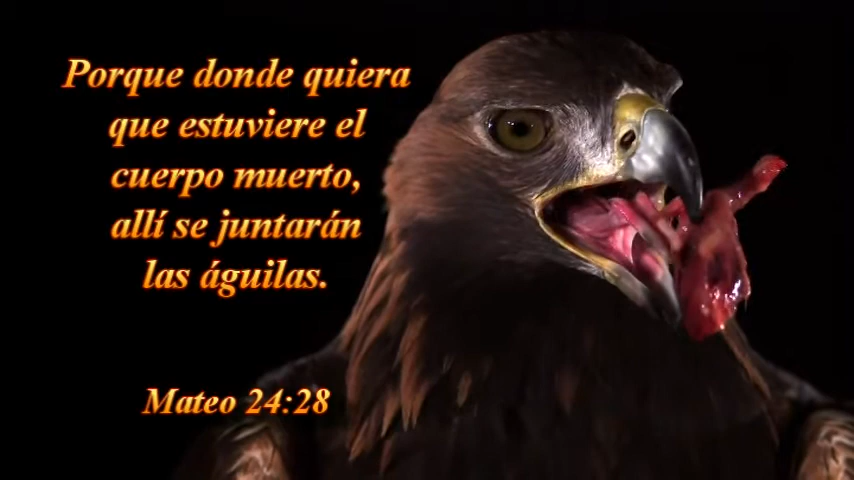 Porque donde quiera
que estuviere el
cuerpo muerto,
allí se juntarán
las águilas.
Mateo 24:28